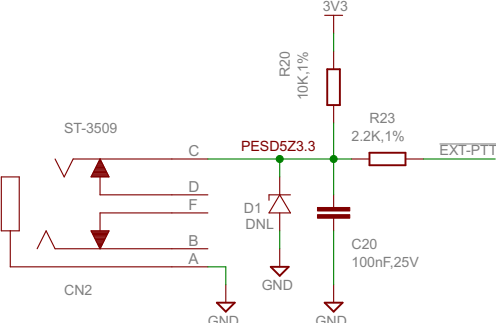 3V3
R20
10K,1%
R23
2.2K,1%
ST-3509
C
PESD5Z3.3
EXT-PTT
D
F
D1
DNL
B
A
C20
100nF,25V
GND
CN2
GND
GND